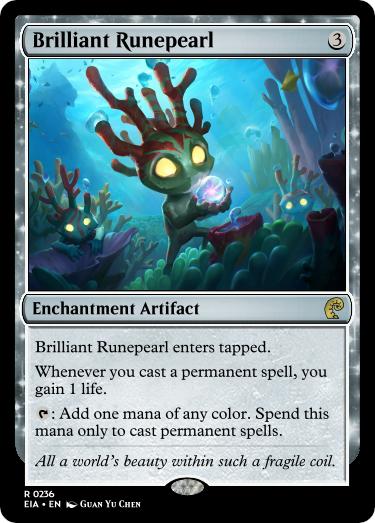 Brilliant Runepearl 3
Enchantment Artifact
Brilliant Runepearl enters tapped.
Whenever you cast a permanent spell, you
gain 1 life.
: Add one mana of any color. Spend this
mana only to cast permanent spells.
All a world's beauty within such a fragile coil.
R 0236
EIA • EN Guan Yu Chen